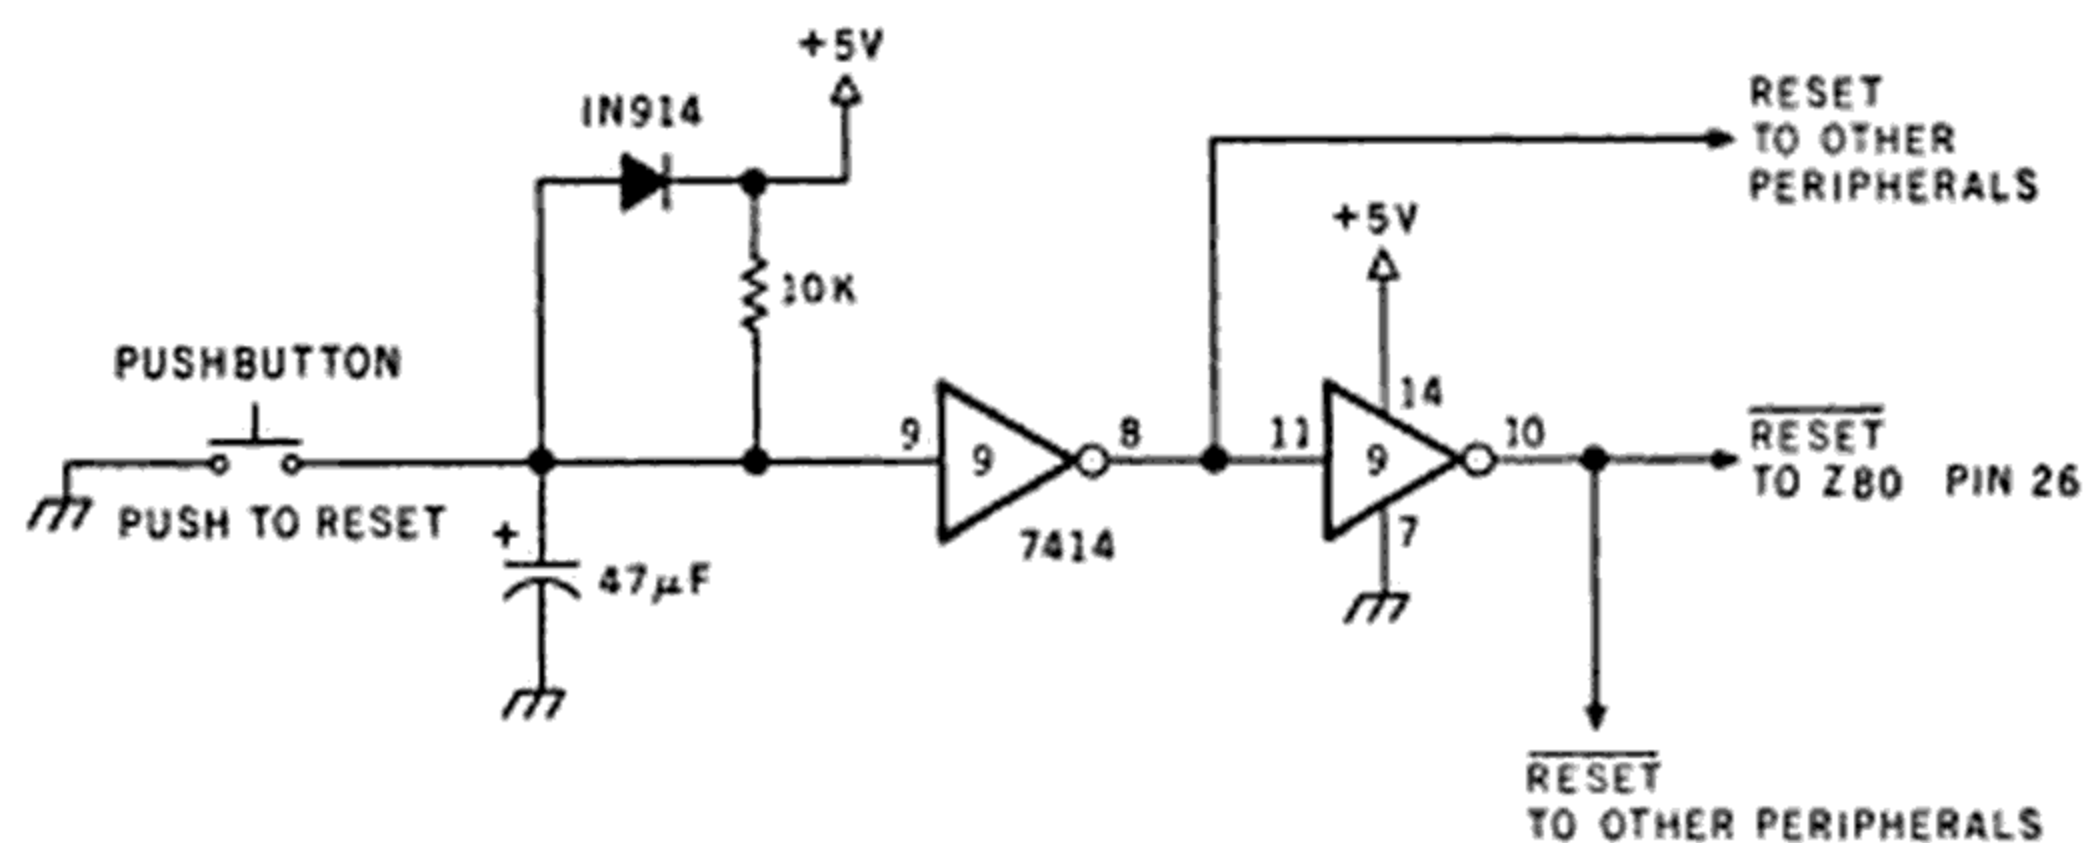 +5V
IN914
10K
PUSHBUTTON
PUSH TO RESET
+
47µF
9
9
8
7414
RESET
TO OTHER
PERIPHERALS
+5V
14
11
9
10
7
RESET
TO Z80 PIN 26
RESET
TO OTHER PERIPHERALS